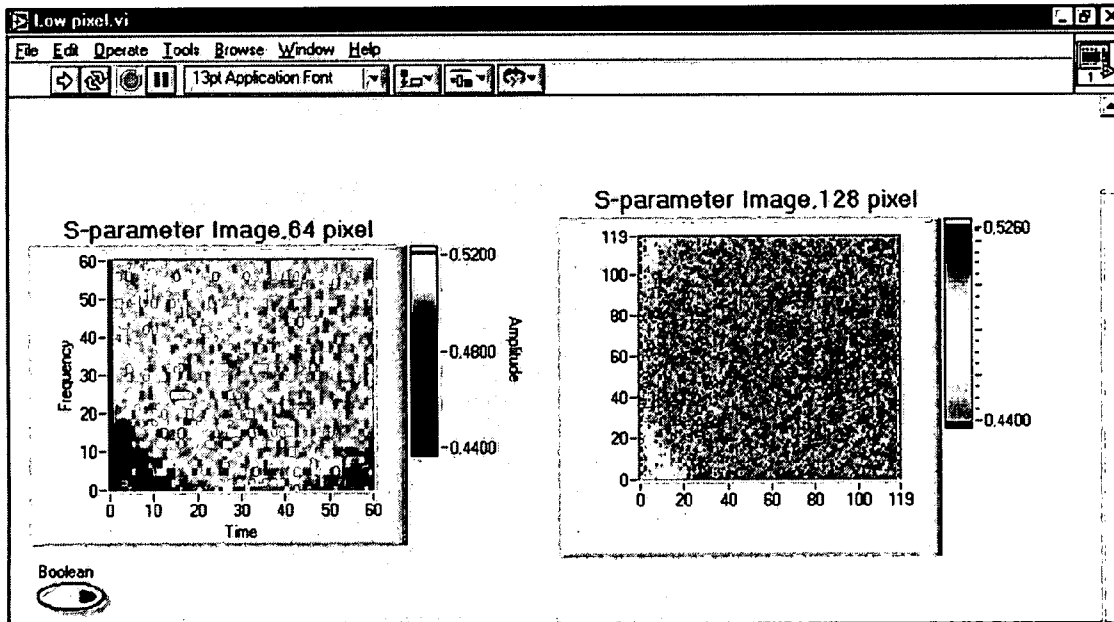 Low pixel.vi
File Edit Operate Tools Browse Window Help
13pt Application Font
1
S-parameter Image,64 pixel
60
50
40
30
20
10
0
Frequency
0 10 20 30 40 50 60
Time
0.5200
0.4800
0.4400
Amplitude
S-parameter Image,128 pixel
119
100
80
60
40
20
0
0 20 40 60 80 100 119
0.5260
0.4400
Boolean